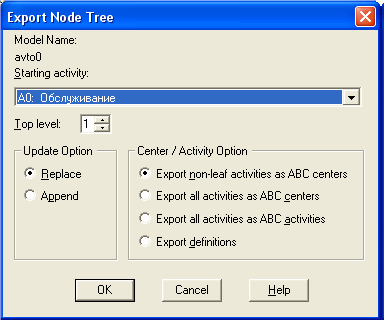 Export Node Tree
Model Name:
avto0
Starting activity:
A0: Обслуживание
Top level: 1
Update Option
Replace
Append
Center / Activity Option
Export non-leaf activities as ABC centers
Export all activities as ABC centers
Export all activities as ABC activities
Export definitions
OK Cancel Help